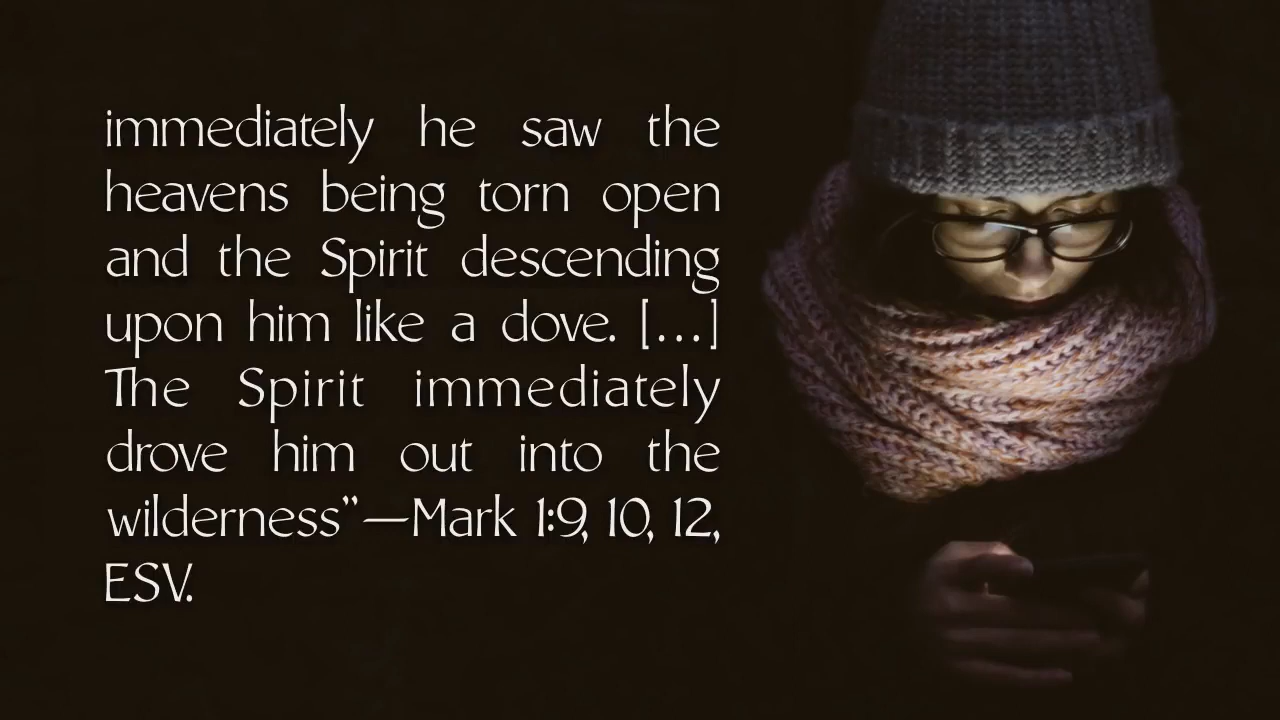 immediately he saw the
heavens being torn open
and the Spirit descending
upon him like a dove. […]
The Spirit immediately
drove him out into the
wilderness”—Mark 1:9, 10, 12,
ESV.